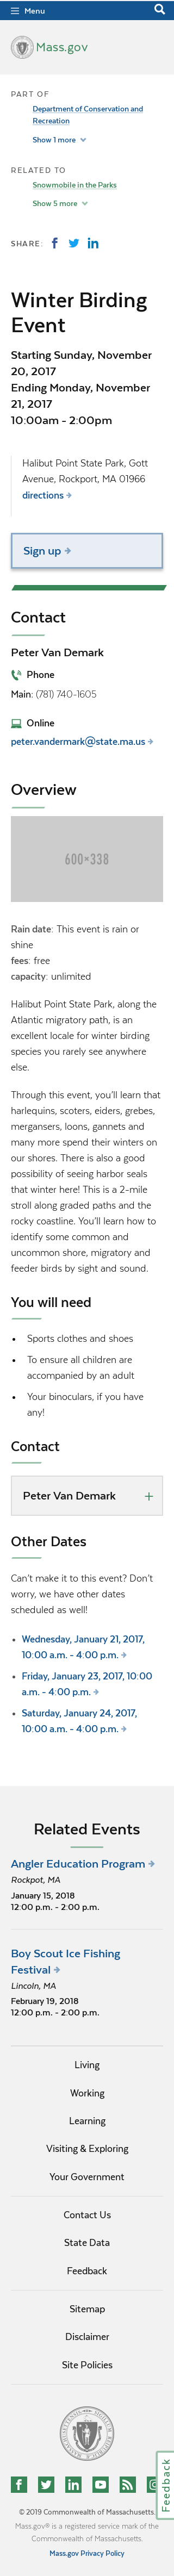 Menu
Mass.gov
PART OF
Department of Conservation and
Recreation
Show 1 more
RELATED TO
Snowmobile in the Parks
Show 5 more
SHARE:
Winter Birding
Event
Starting Sunday, November
20, 2017
Ending Monday, November
21, 2017
10:00am - 2:00pm
Halibut Point State Park, Gott
Avenue, Rockport, MA 01966
directions
Sign up
Contact
Peter Van Demark
Phone
Main: (781) 740-1605
Online
peter.vandermark@state.ma.us
Overview
600×338
Rain date: This event is rain or
shine
fees: free
capacity: unlimited
Halibut Point State Park, along the
Atlantic migratory path, is an
excellent locale for winter birding
species you rarely see anywhere
else.
Through this event, you'll learn that
harlequins, scoters, eiders, grebes,
mergansers, loons, gannets and
many more spend their winters on
our shores. There is also a good
possibility of seeing harbor seals
that winter here! This is a 2-mile
stroll along graded paths and the
rocky coastline. You'll learn how to
identify some common and
uncommon shore, migratory and
feeder birds by sight and sound.
You will need
Sports clothes and shoes
To ensure all children are
accompanied by an adult
Your binoculars, if you have
any!
Contact
Peter Van Demark
Other Dates
Can't make it to this event? Don't
worry, we have other dates
scheduled as well!
Wednesday, January 21, 2017,
10:00 a.m. - 4:00 p.m.
Friday, January 23, 2017, 10:00
a.m. - 4:00 p.m.
Saturday, January 24, 2017,
10:00 a.m. - 4:00 p.m.
Related Events
Angler Education Program
Rockpot, MA
January 15, 2018
12:00 p.m. - 2:00 p.m.
Boy Scout Ice Fishing
Festival
Lincoln, MA
February 19, 2018
12:00 p.m. - 2:00 p.m.
Living
Working
Learning
Visiting & Exploring
Your Government
Contact Us
State Data
Feedback
Sitemap
Disclaimer
Site Policies
Feedback
© 2019 Commonwealth of Massachusetts.
Mass.gov® is a registered service mark of the
Commonwealth of Massachusetts.
Mass.gov Privacy Policy